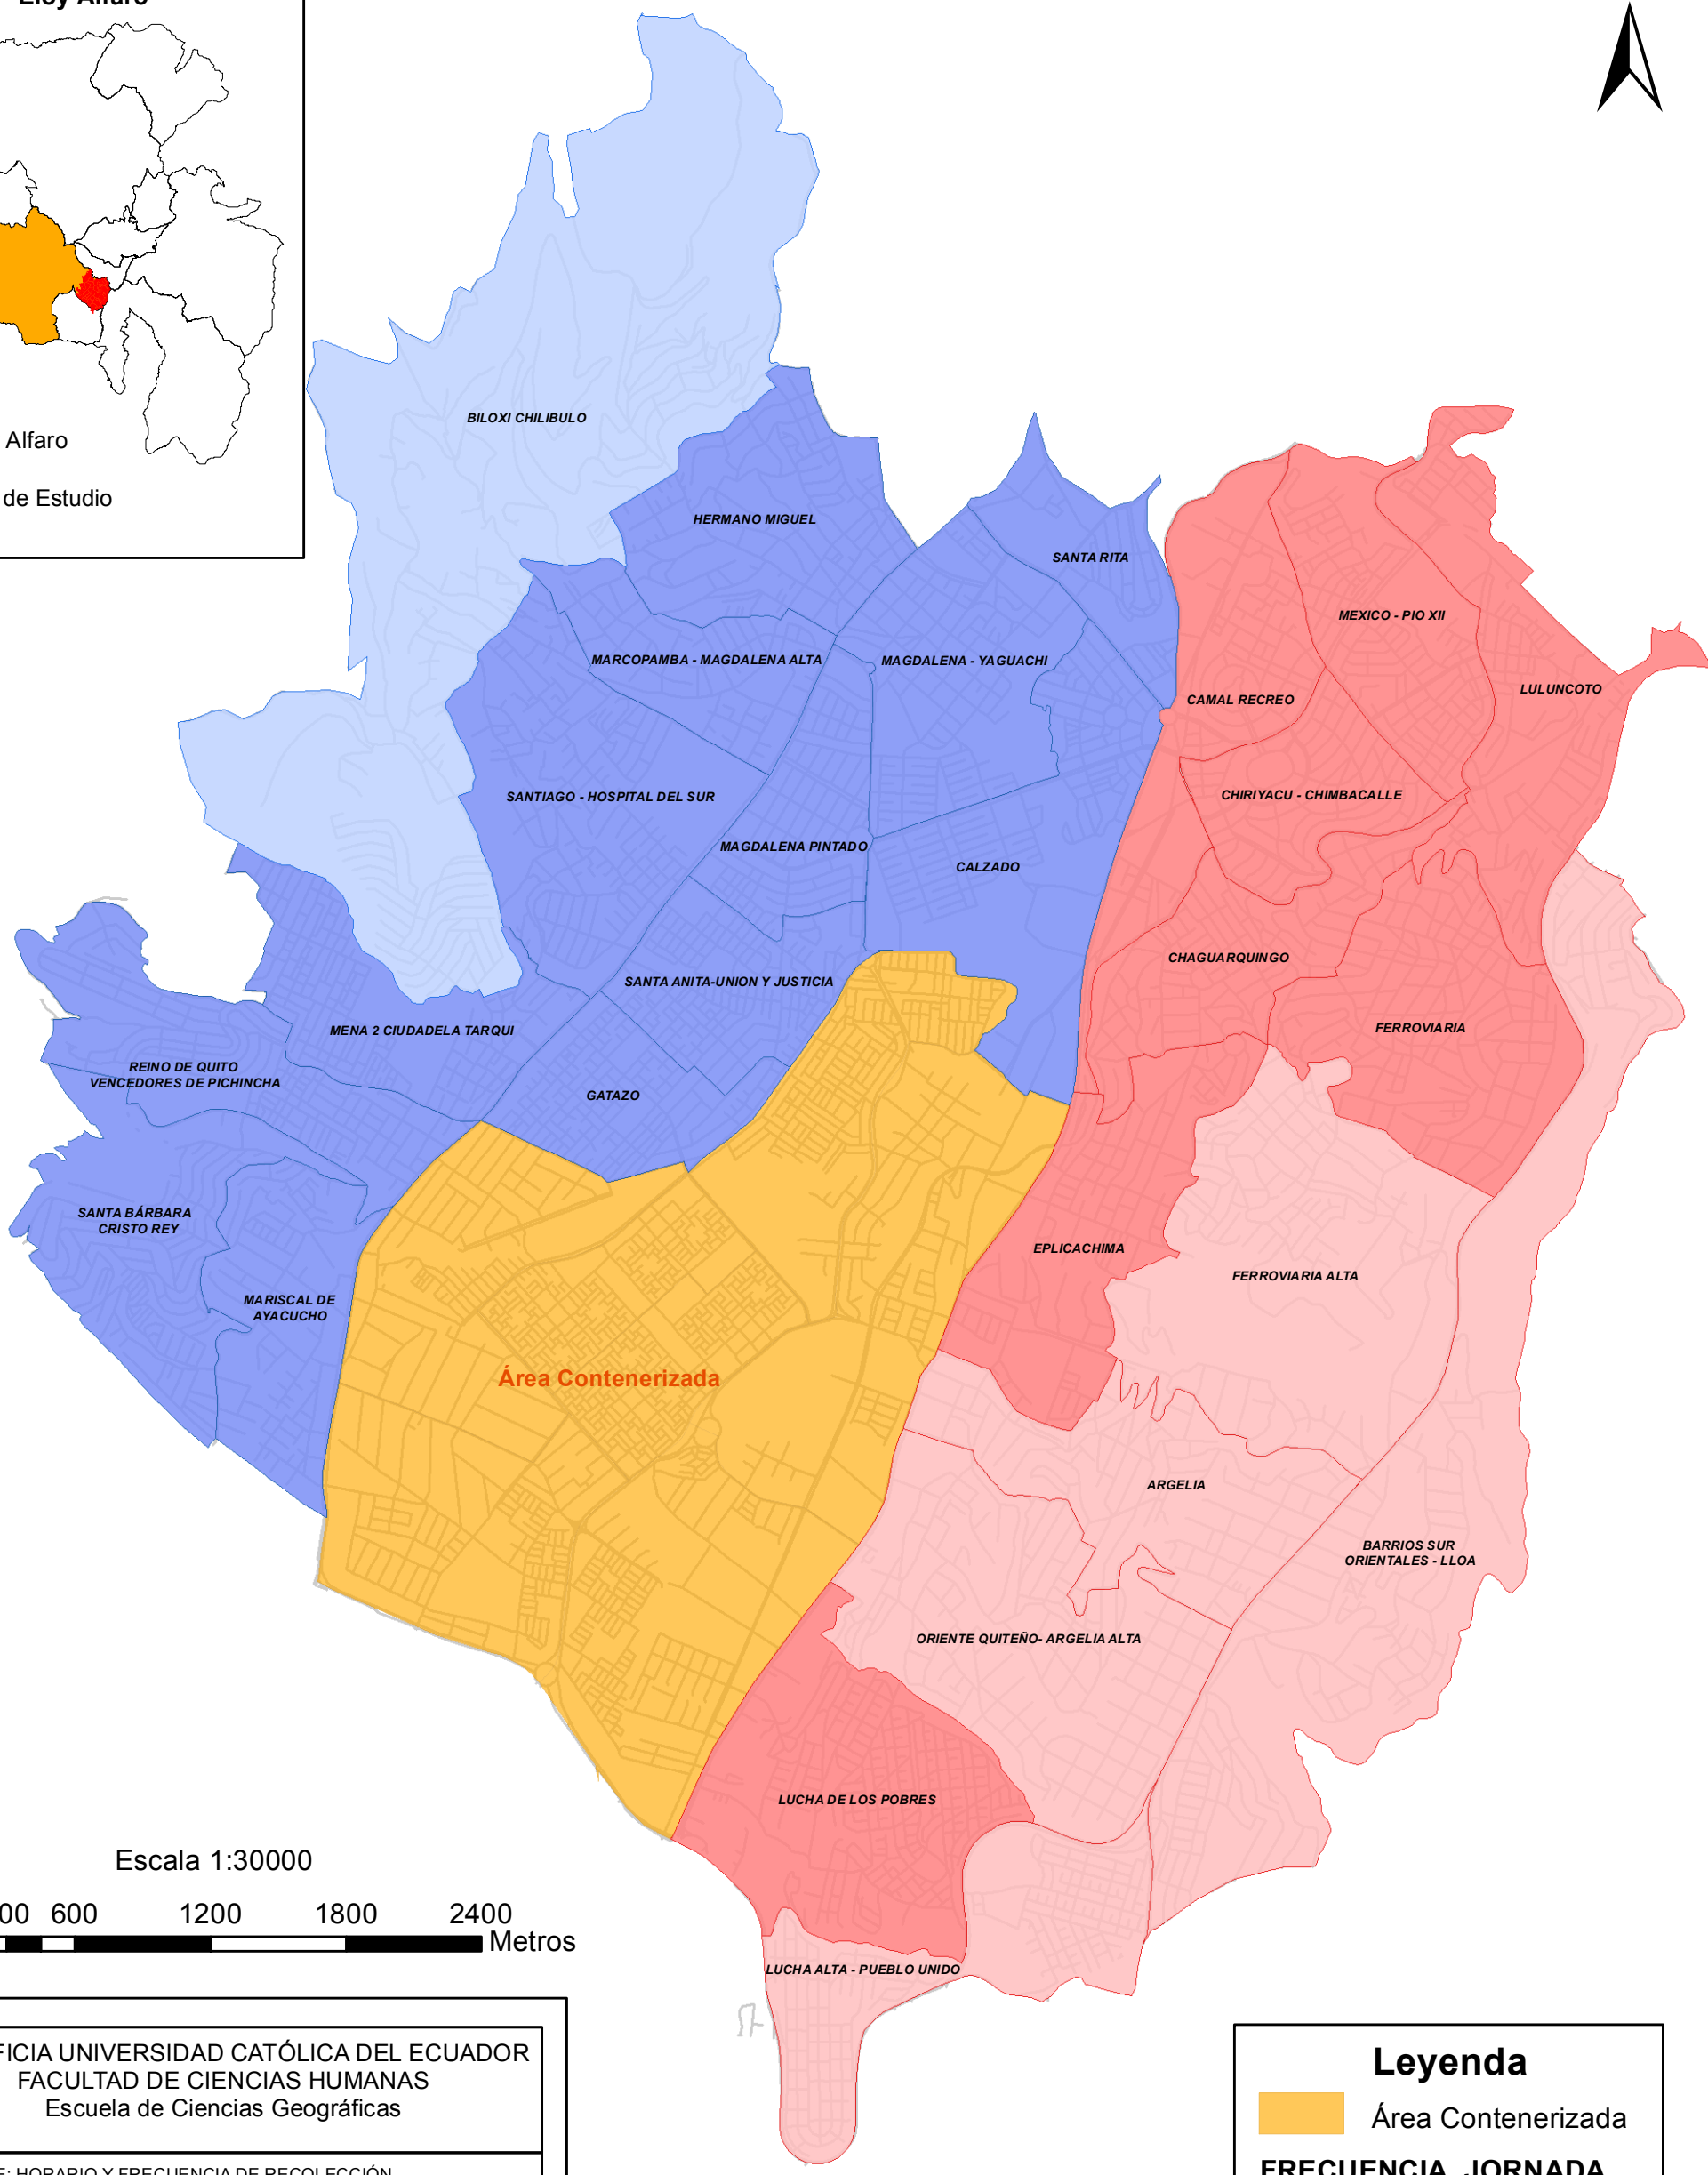 Eloy Alfaro
Alfaro
de Estudio
BILOXI CHILIBULO
HERMANO MIGUEL
SANTA RITA
MEXICO - PIO XII
MARCOPAMBA - MAGDALENA ALTA
MAGDALENA - YAGUACHI
LULUNCOTO
CAMAL RECREO
SANTIAGO - HOSPITAL DEL SUR
CHIRIYACU - CHIMBACALLE
MAGDALENA PINTADO
CALZADO
CHAGUARQUINGO
SANTA ANITA-UNION Y JUSTICIA
MENA 2 CIUDADELA TARQUI
FERROVIARIA
REINO DE QUITO
VENCEDORES DE PICHINCHA
GATAZO
SANTA BÁRBARA
CRISTO REY
EPLICACHIMA
FERROVIARIA ALTA
MARISCAL DE
AYACUCHO
Área Contenerizada
ARGELIA
BARRIOS SUR
ORIENTALES - LLOA
ORIENTE QUITEÑO- ARGELIA ALTA
LUCHA DE LOS POBRES
LUCHA ALTA - PUEBLO UNIDO
Escala 1:30000
00 600 1200 1800 2400
Metros
FICIA UNIVERSIDAD CATÓLICA DEL ECUADOR
FACULTAD DE CIENCIAS HUMANAS
Escuela de Ciencias Geográficas
E: HORARIO Y FRECUENCIA DE RECOLECCIÓN
Leyenda
Área Contenerizada
FRECUENCIA, JORNADA